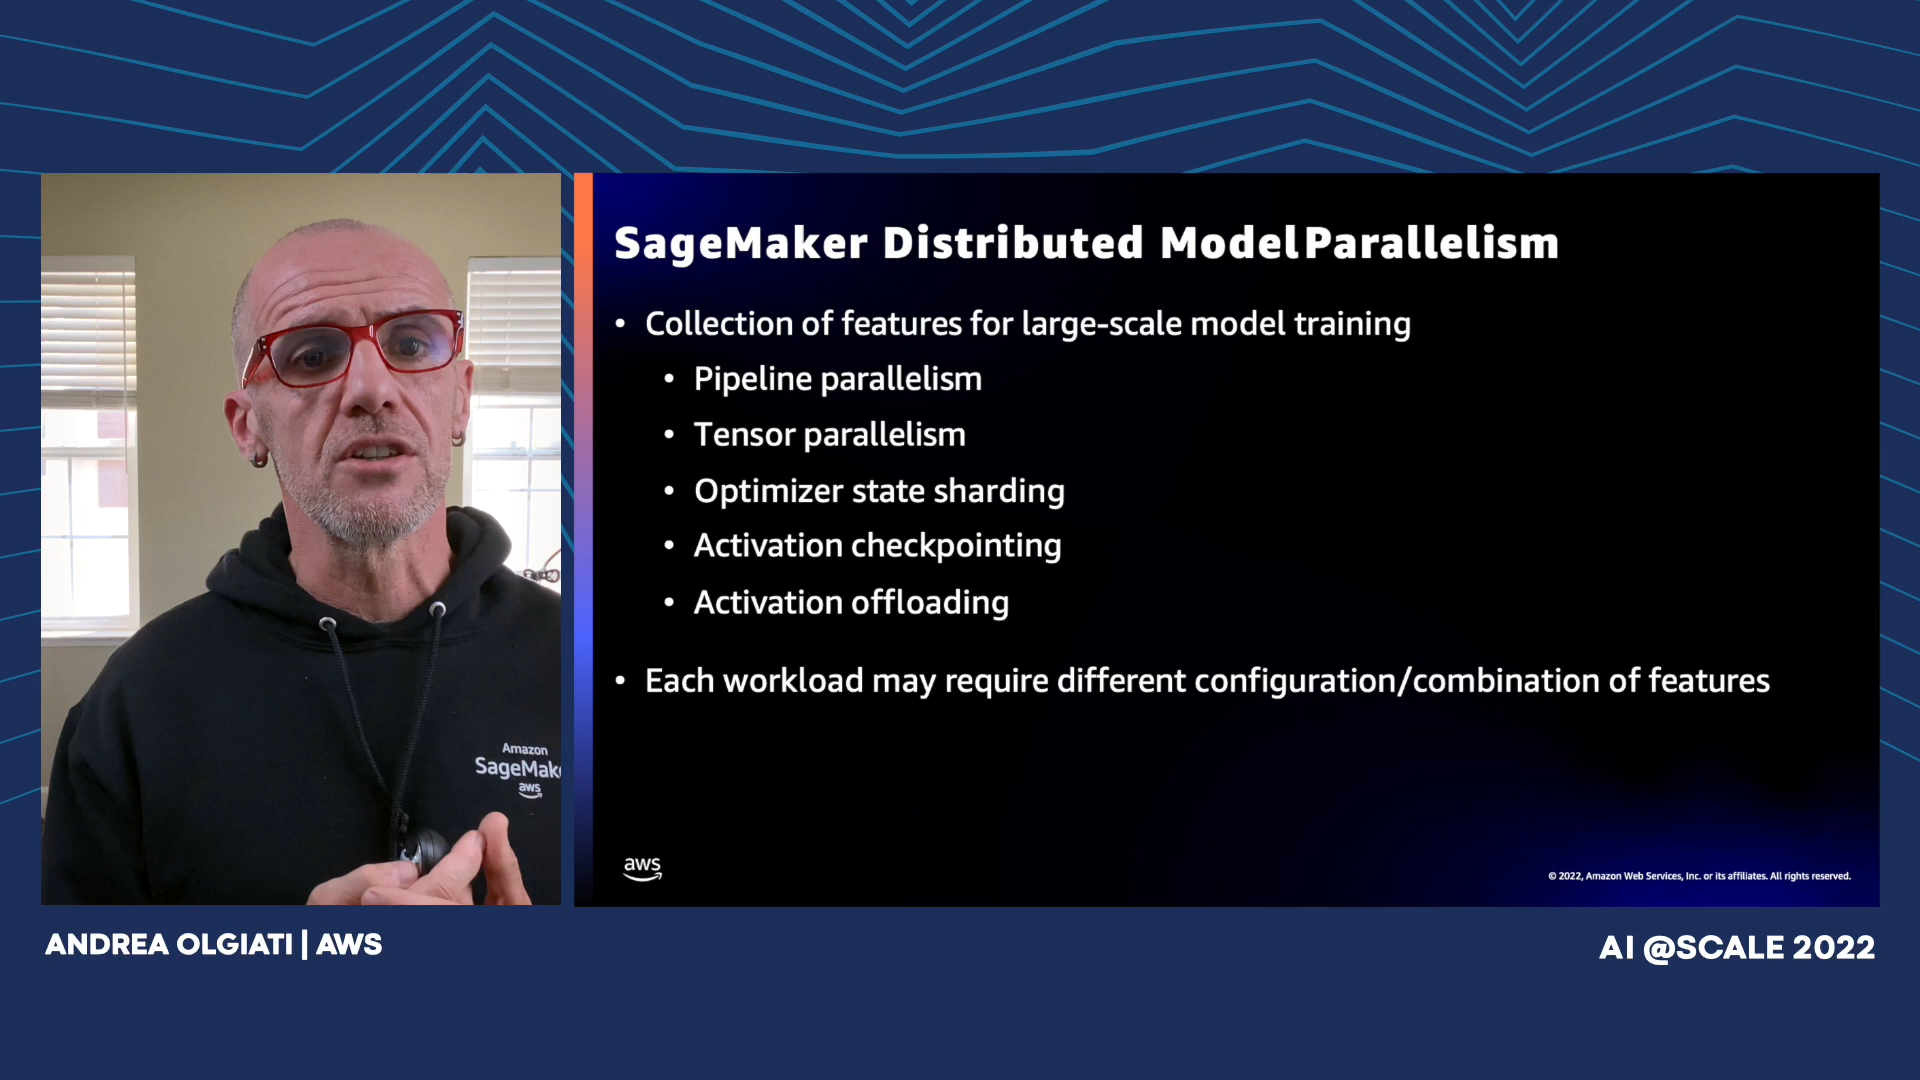 SageMaker Distributed Model Parallelism
• Collection of features for large-scale model training
• Pipeline parallelism
• Tensor parallelism
• Optimizer state sharding
• Activation checkpointing
• Activation offloading
• Each workload may require different configuration/combination of features
Amazon
SageMak
aws
aws
© 2022, Amazon Web Services, Inc. or its affiliates. All rights reserved.
ANDREA OLGIATI | AWS
AI @SCALE 2022